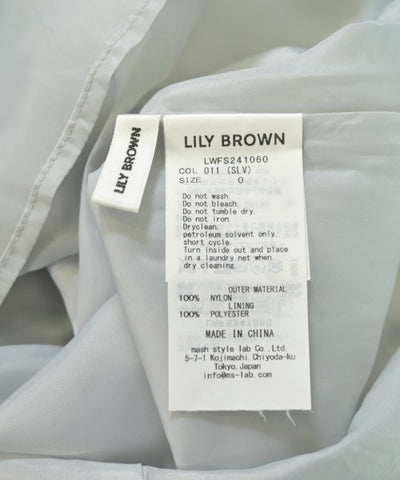 LILY BROWN
LILY BROWN
LWFS241060
COL 011 (SLV)
SIZE 0
Do not wash.
Do not bleach.
Do not tumble dry.
Do not iron
Dryclean.
petroleum solvent only,
short cycle.
Turn inside out and place
in a laundry net when
dry cleaning.
OUTER MATERIAL
100% NYLON
LINING
100% POLYESTER
MADE IN CHINA
mash style lab Co., Ltd.
5-7-1 Kojimachi, Chiyoda-ku
Tokyo, Japan
info@ms-lab.com